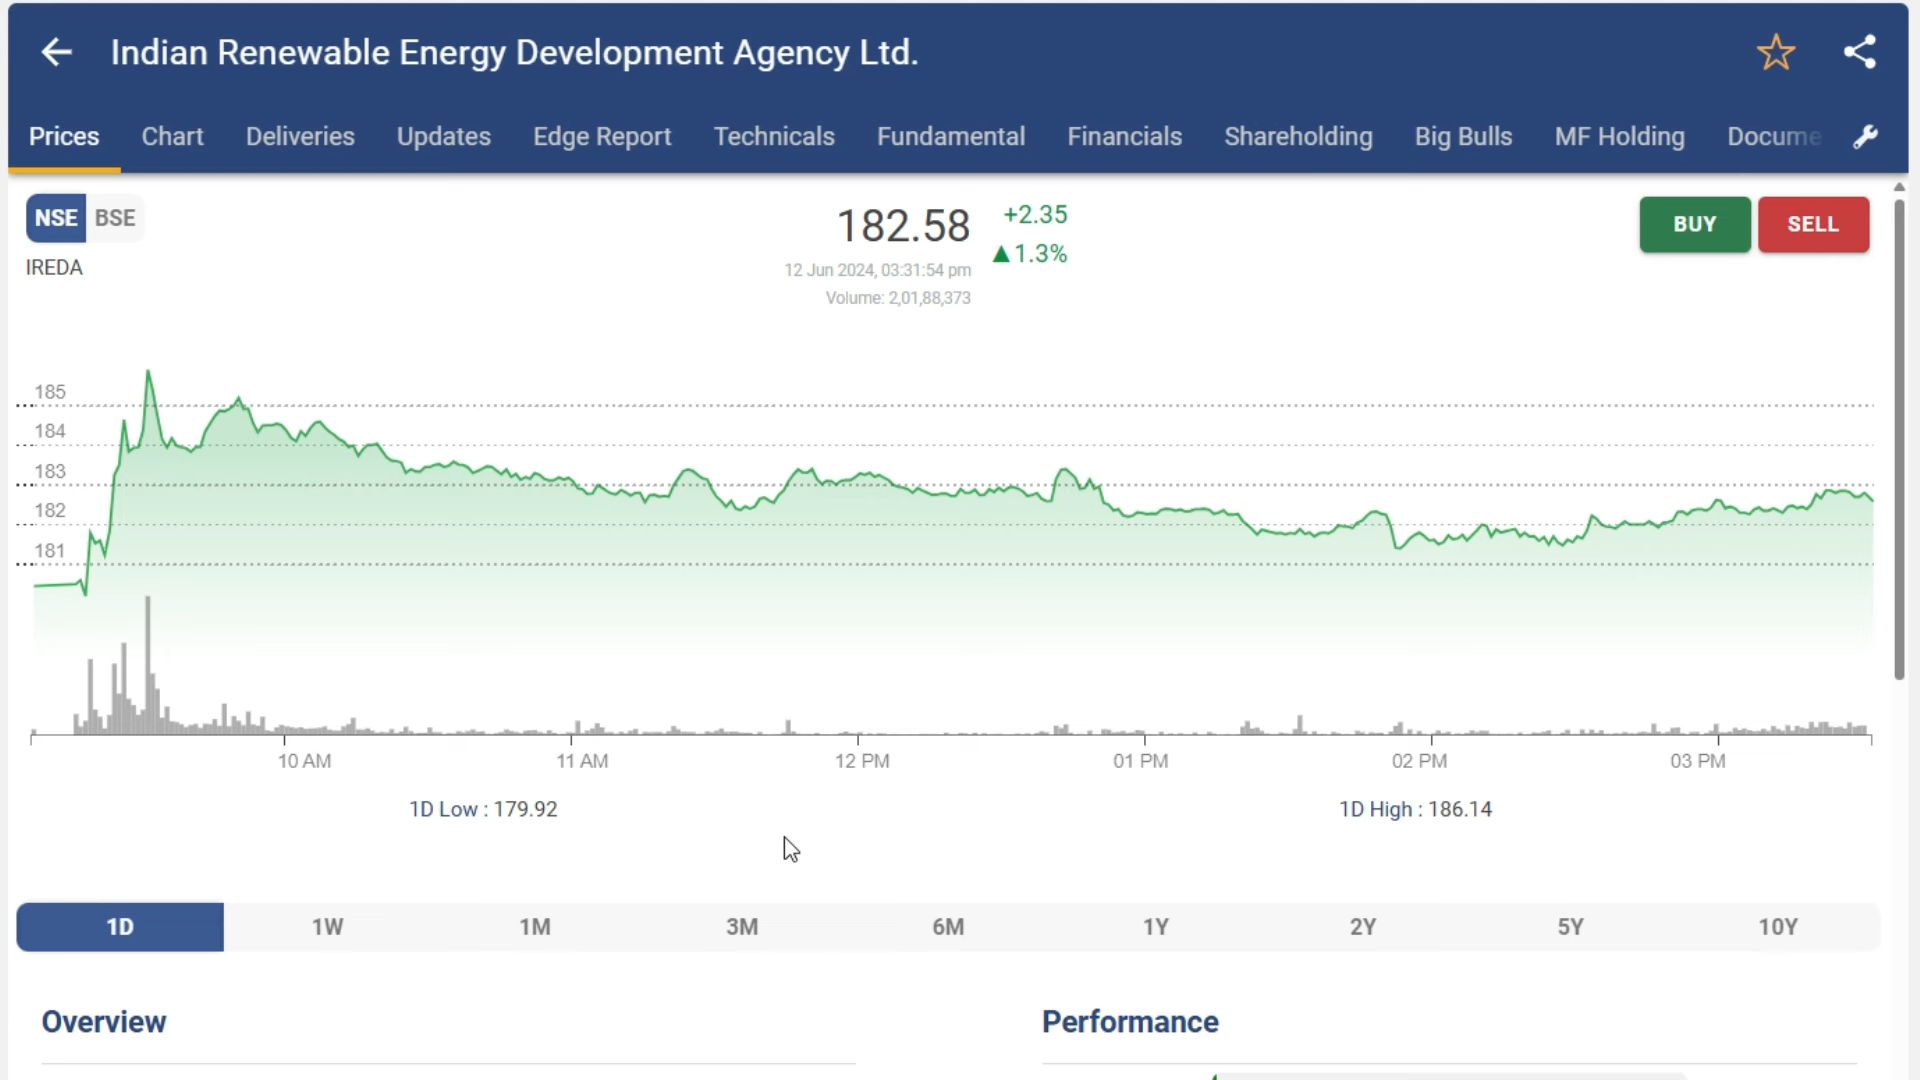 Indian Renewable Energy Development Agency Ltd.
Prices Chart Deliveries Updates Edge Report Technicals Fundamental Financials Shareholding Big Bulls MF Holding Docume
NSE BSE
IREDA
182.58 +2.35
▲1.3%
12 Jun 2024, 03:31:54 pm
Volume: 2,01,88,373
BUY SELL
185
184
183
182
181
10 AM 11 AM 12 PM 01 PM 02 PM 03 PM
1D Low : 179.92 1D High : 186.14
1D 1W 1M 3M 6M 1Y 2Y 5Y 10Y
Overview Performance